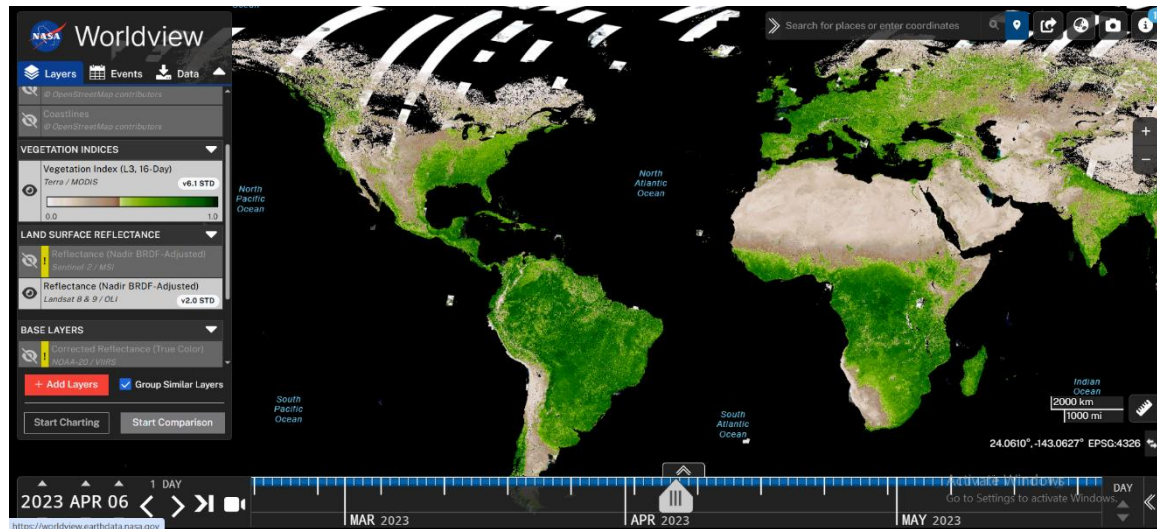 NASA
Worldview
Layers
Events
Data
© OpenStreetMap contributors
Coastlines
© OpenStreetMap contributors
VEGETATION INDICES
Vegetation Index (L3, 16-Day)
Terra / MODIS
v6.1 STD
0.0
1.0
LAND SURFACE REFLECTANCE
! Reflectance (Nadir BRDF-Adjusted)
Sentinel 2 / MSI
Reflectance (Nadir BRDF-Adjusted)
Landsat 8 & 9 / OLI
v2.0 STD
BASE LAYERS
! Corrected Reflectance (True Color)
NOAA-20 / VIIRS
+ Add Layers
Group Similar Layers
Start Charting
Start Comparison
Search for places or enter coordinates
North
Pacific
Ocean
North
Atlantic
Ocean
South
Pacific
Ocean
South
Atlantic
Ocean
Indian
Ocean
+
−
2000 km
1000 mi
24.0610°, -143.0627° EPSG:4326
Activate Windows
Go to Settings to activate Windows.
1 DAY
2023 APR 06
MAR 2023
APR 2023
MAY 2023
DAY
https://worldview.earthdata.nasa.gov